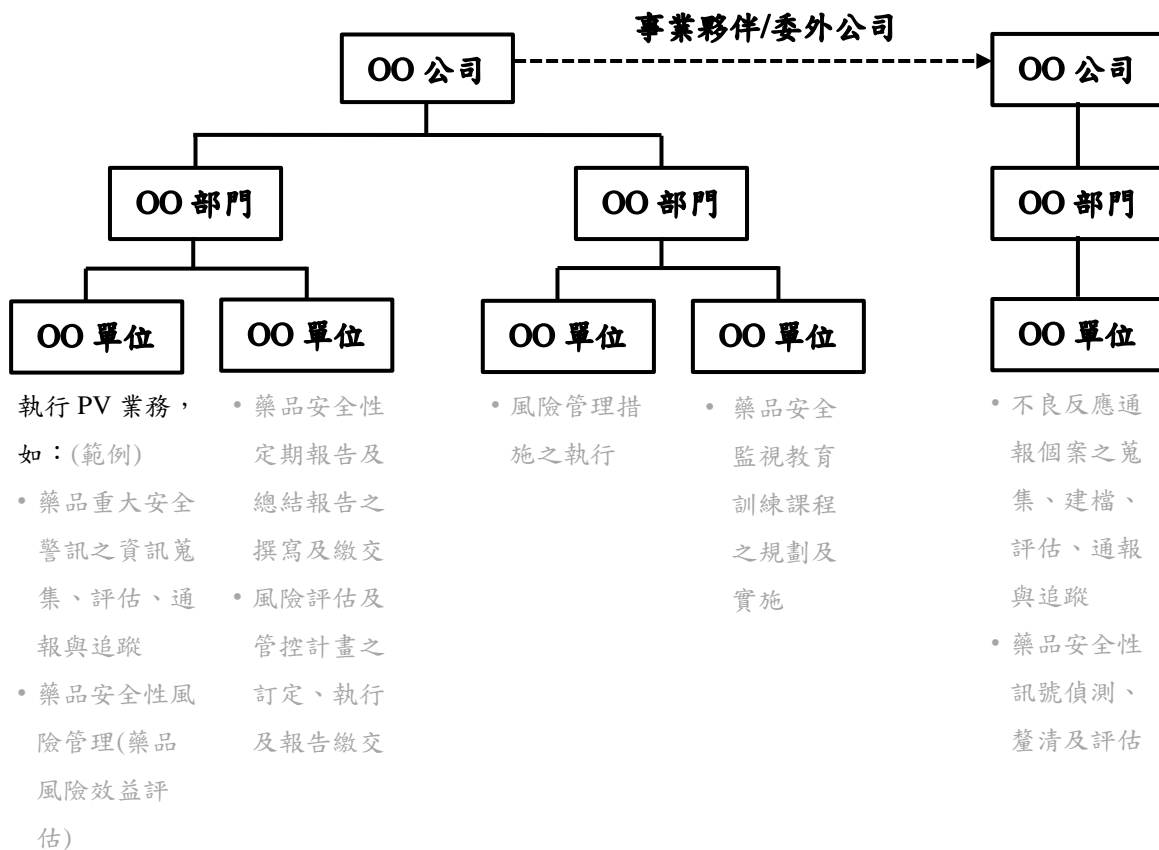 事業夥伴/委外公司
OO 公司
OO 公司
OO 部門
OO 部門
OO 部門
OO 單位
OO 單位
OO 單位
OO 單位
OO 單位
執行 PV 業務，
如：(範例)
• 藥品重大安全
警訊之資訊蒐
集、評估、通
報與追蹤
• 藥品安全性風
險管理(藥品
風險效益評
估)
• 藥品安全性
定期報告及
總結報告之
撰寫及繳交
• 風險評估及
管控計畫之
訂定、執行
及報告繳交
• 風險管理措
施之執行
• 藥品安全
監視教育
訓練課程
之規劃及
實施
• 不良反應通
報個案之蒐
集、建檔、
評估、通報
與追蹤
• 藥品安全性
訊號偵測、
釐清及評估